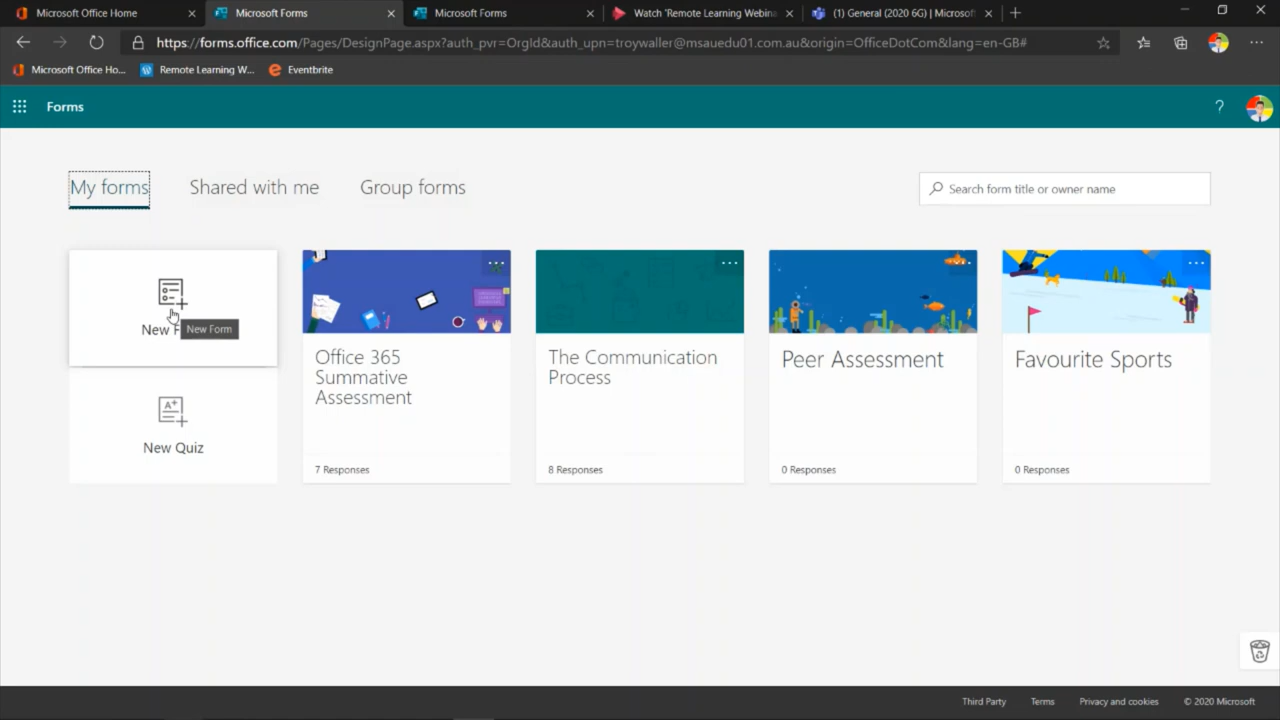 Microsoft Office Home
Microsoft Forms
Microsoft Forms
Watch 'Remote Learning Webina
(1) General (2020 6G) | Microsof
https://forms.office.com/Pages/DesignPage.aspx?auth_pvr=OrgId&auth_upn=troywaller@msauedu01.com.au&origin=OfficeDotCom&lang=en-GB#
Microsoft Office Ho...
Remote Learning W...
Eventbrite
Forms
?
My forms
Shared with me
Group forms
Search form title or owner name
New F
New Form
A+
New Quiz
Office 365
Summative
Assessment
7 Responses
The Communication
Process
8 Responses
Peer Assessment
0 Responses
Favourite Sports
0 Responses
Third Party
Terms
Privacy and cookies
© 2020 Microsoft